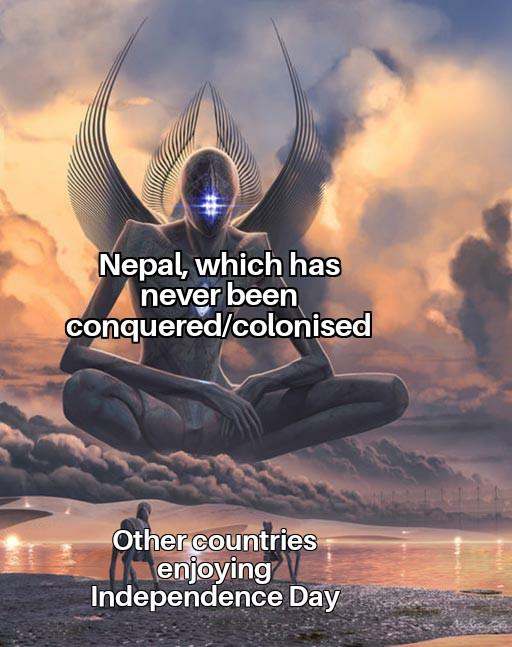 Nepal, which has
never been
conquered/colonised
Other countries
enjoying
Independence Day